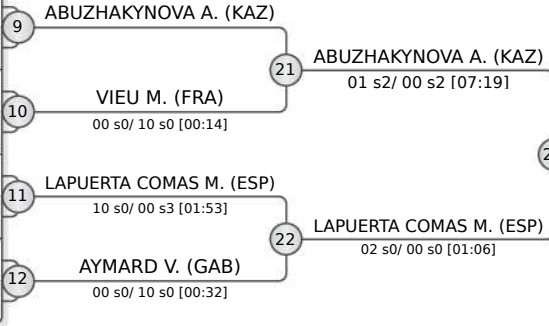 ABUZHAKYNOVA A. (KAZ)
9
21
ABUZHAKYNOVA A. (KAZ)
01 s2/ 00 s2 [07:19]
VIEU M. (FRA)
10
00 s0/ 10 s0 [00:14]
LAPUERTA COMAS M. (ESP)
11
10 s0/ 00 s3 [01:53]
22
LAPUERTA COMAS M. (ESP)
02 s0/ 00 s0 [01:06]
AYMARD V. (GAB)
12
00 s0/ 10 s0 [00:32]